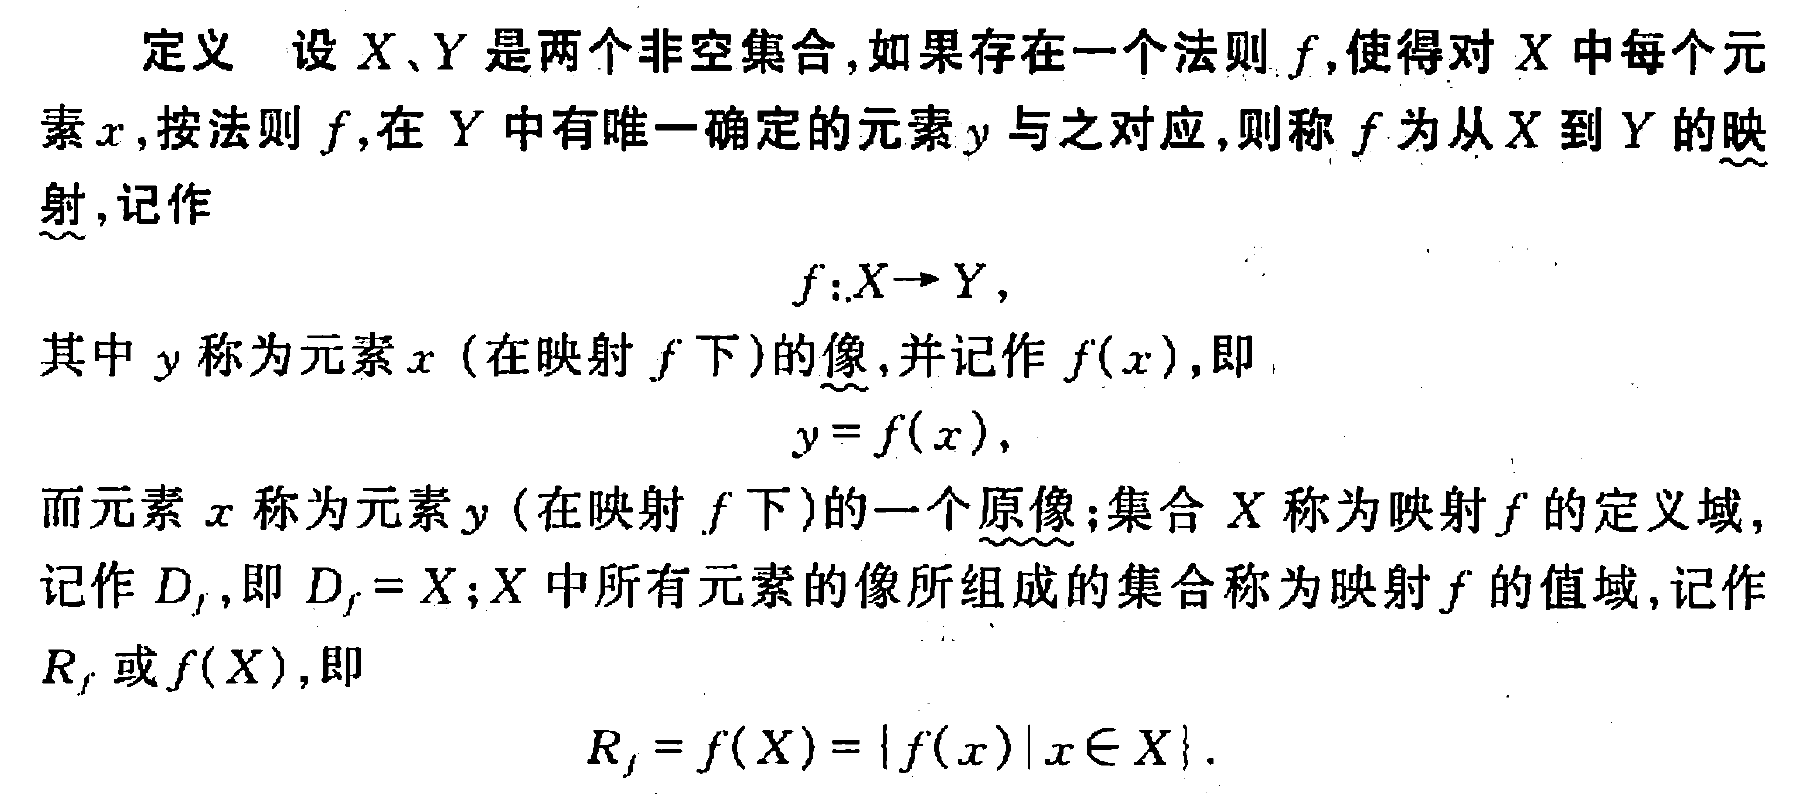 定义 设 X、Y 是两个非空集合,如果存在一个法则 f,使得对 X 中每个元
素 x,按法则 f,在 Y 中有唯一确定的元素 y 与之对应,则称 f 为从 X 到 Y 的映
射,记作
f:X→Y,
其中 y 称为元素 x (在映射 f 下)的像,并记作 f(x),即
y=f(x),
而元素 x 称为元素 y (在映射 f 下)的一个原像;集合 X 称为映射 f 的定义域,
记作 D_f,即 D_f=X;X 中所有元素的像所组成的集合称为映射 f 的值域,记作
R_f 或 f(X),即
R_f=f(X)={f(x)|x∈X}.